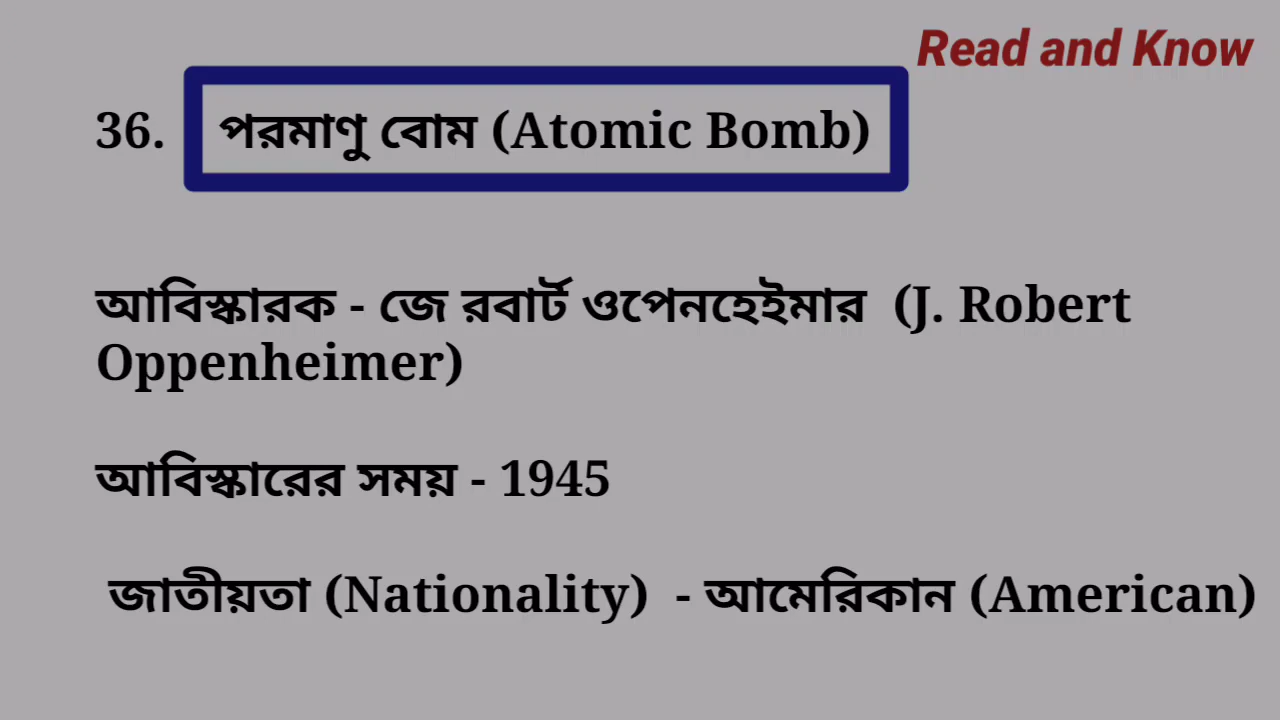 Read and Know
36. পরমাণু বোম (Atomic Bomb)
আবিস্কারক - জে রবার্ট ওপেনহেইমার (J. Robert
Oppenheimer)
আবিস্কারের সময় - 1945
জাতীয়তা (Nationality) - আমেরিকান (American)